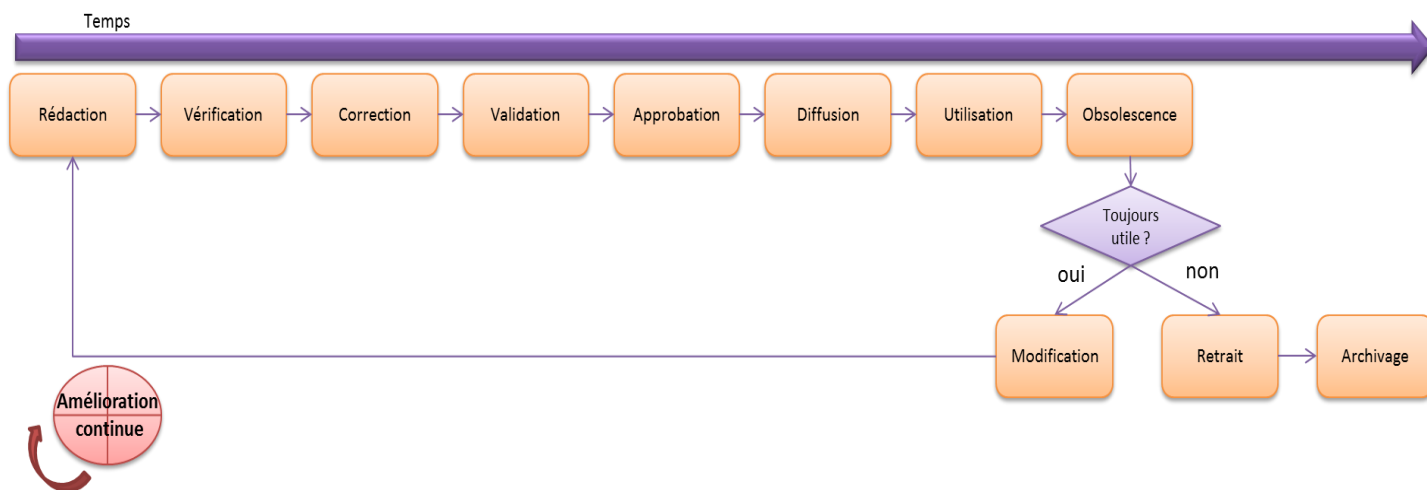 Temps
Rédaction
Vérification
Correction
Validation
Approbation
Diffusion
Utilisation
Obsolescence
Toujours
utile ?
oui
non
Modification
Retrait
Archivage
Amélioration
continue